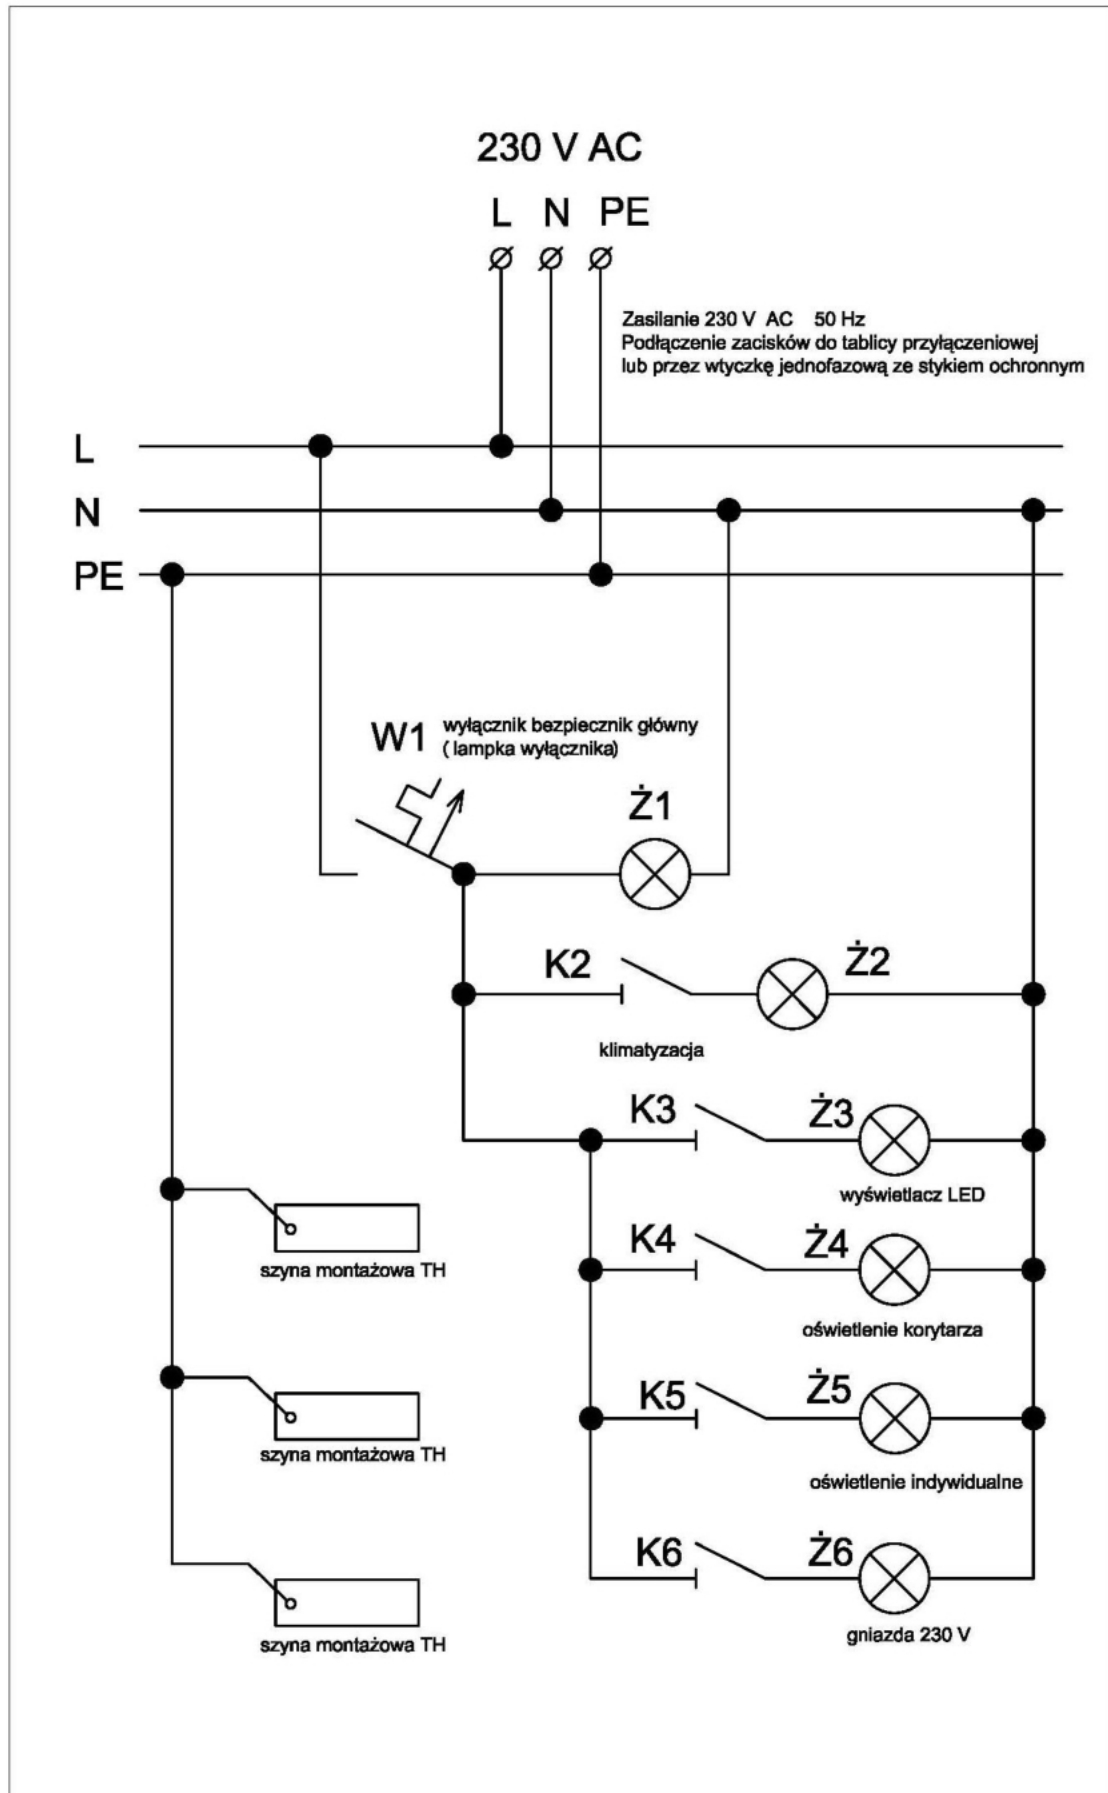 230 V AC
L N PE
Zasilanie 230 V AC 50 Hz
Podłączenie zacisków do tablicy przyłączeniowej
lub przez wtyczkę jednofazową ze stykiem ochronnym
L
N
PE
W1
wyłącznik bezpiecznik główny
( lampka wyłącznika)
Ż1
K2
Ż2
klimatyzacja
K3
Ż3
wyświetlacz LED
K4
Ż4
oświetlenie korytarza
K5
Ż5
oświetlenie indywidualne
K6
Ż6
gniazda 230 V
szyna montażowa TH
szyna montażowa TH
szyna montażowa TH